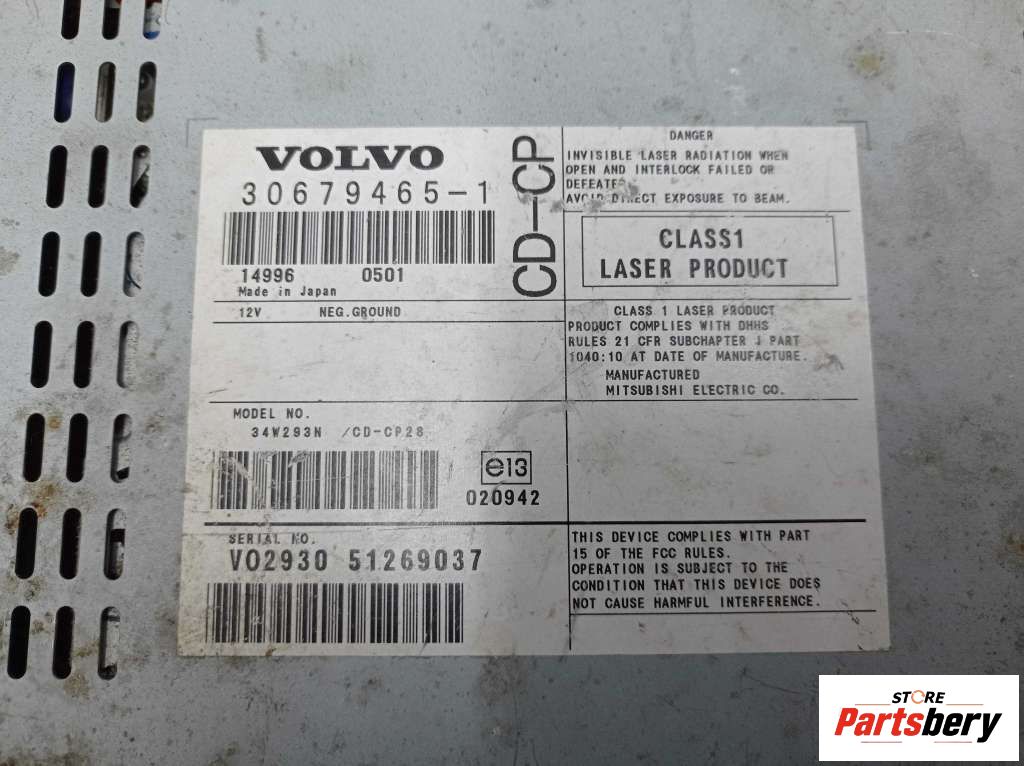 VOLVO
30679465-1
14996 0501
Made in Japan
12V NEG.GROUND
CD-CP
DANGER
INVISIBLE LASER RADIATION WHEN
OPEN AND INTERLOCK FAILED OR
DEFEATED
AVOID DIRECT EXPOSURE TO BEAM.
CLASS1
LASER PRODUCT
CLASS 1 LASER PRODUCT
PRODUCT COMPLIES WITH DHHS
RULES 21 CFR SUBCHAPTER J PART
1040:10 AT DATE OF MANUFACTURE.
MANUFACTURED
MITSUBISHI ELECTRIC CO.
MODEL NO.
34W293N /CD-CP28
e13
020942
SERIAL NO.
V02930 51269037
THIS DEVICE COMPLIES WITH PART
15 OF THE FCC RULES.
OPERATION IS SUBJECT TO THE
CONDITION THAT THIS DEVICE DOES
NOT CAUSE HARMFUL INTERFERENCE.
STORE
Partsbery